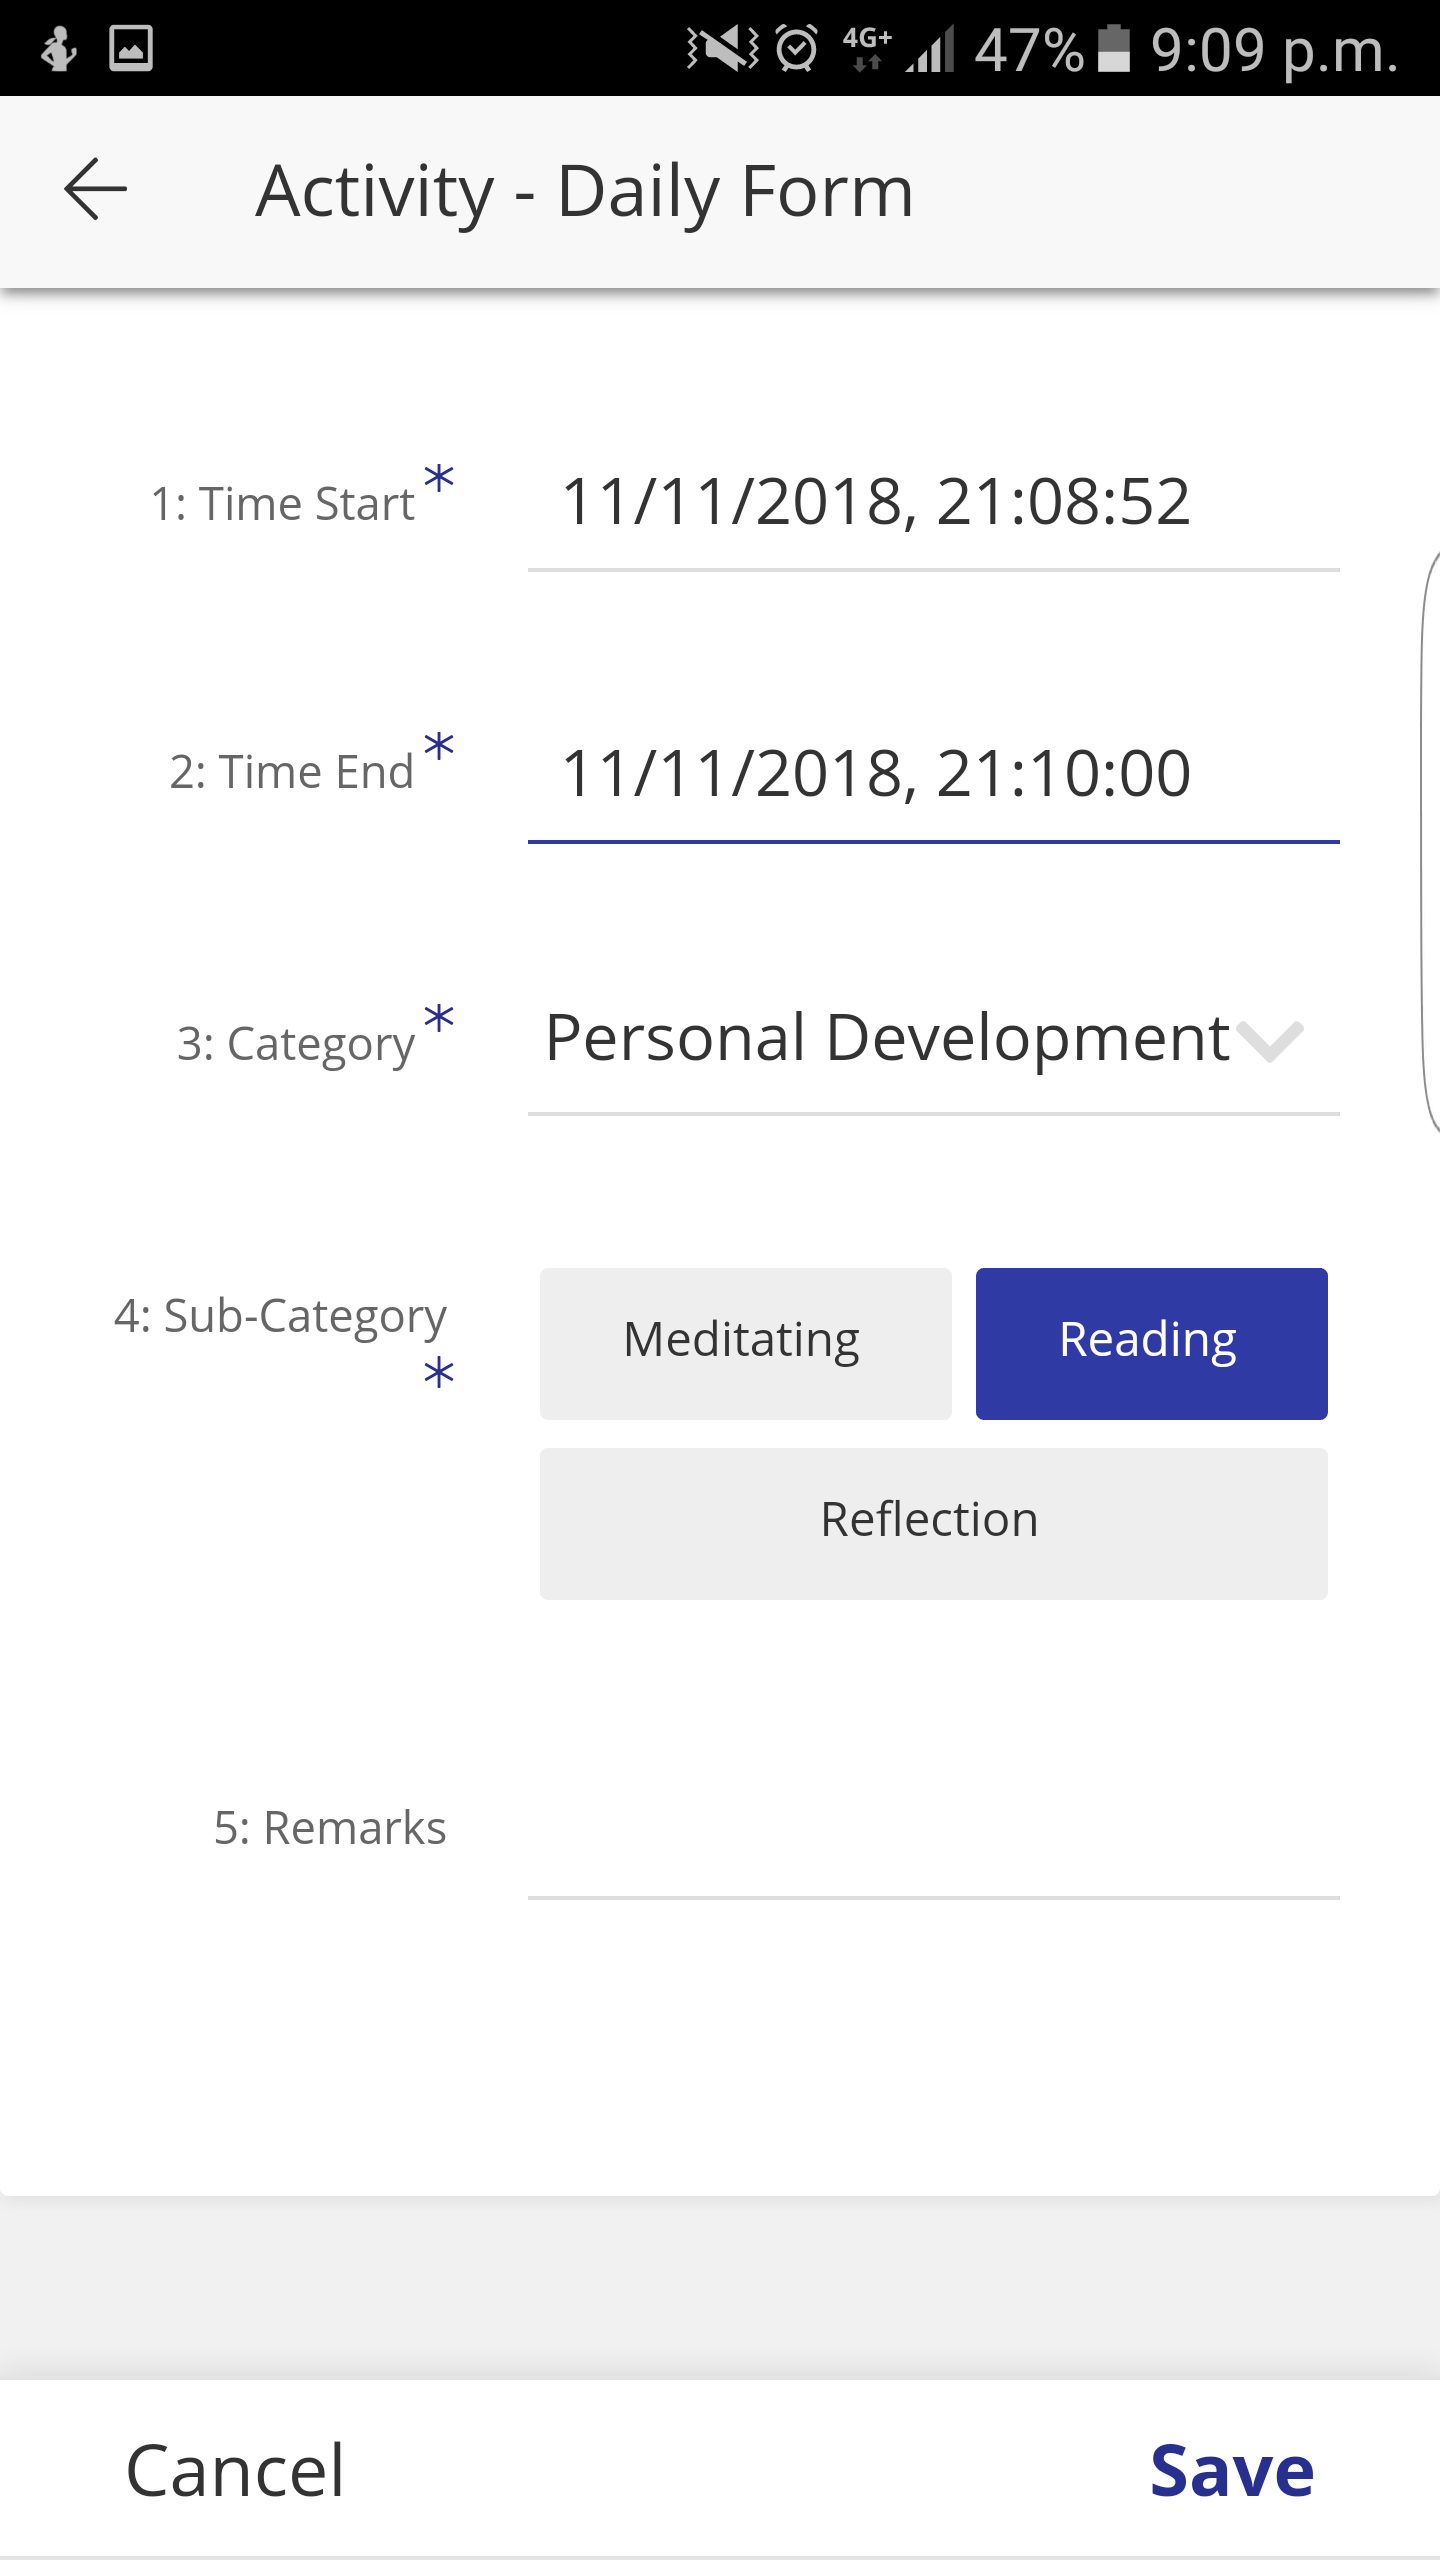 4G+ 47% 9:09 p.m.
Activity - Daily Form
1: Time Start * 11/11/2018, 21:08:52
2: Time End * 11/11/2018, 21:10:00
3: Category * Personal Development
4: Sub-Category * Meditating Reading
Reflection
5: Remarks
Cancel Save